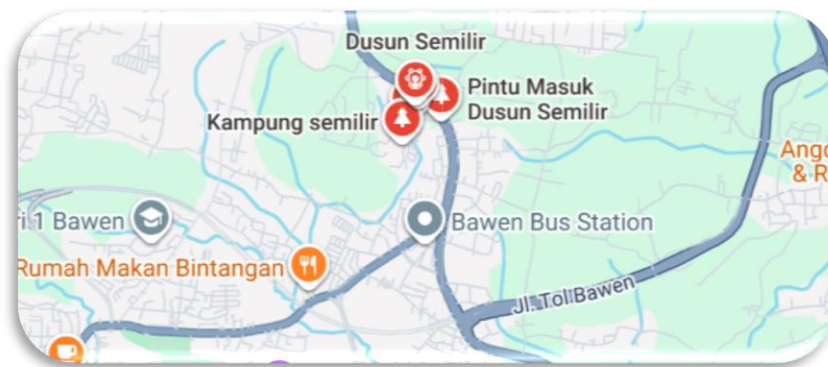 Dusun Semilir
Pintu Masuk
Dusun Semilir
Kampung semilir
Bawen Bus Station
1 Bawen
Rumah Makan Bintangan
Jl. Tol Bawen